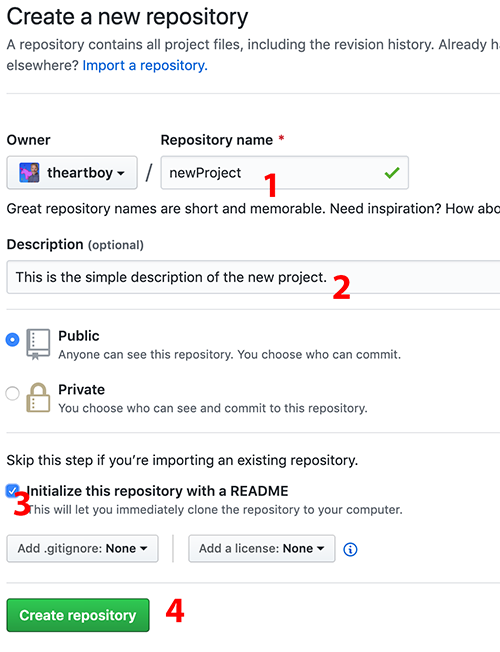 Create a new repository
A repository contains all project files, including the revision history. Already
elsewhere? Import a repository.
Owner Repository name *
theartboy / newProject
1
Great repository names are short and memorable. Need inspiration? How
Description (optional)
This is the simple description of the new project.
2
Public
Anyone can see this repository. You choose who can commit.
Private
You choose who can see and commit to this repository.
Skip this step if you’re importing an existing repository.
Initialize this repository with a README
3
This will let you immediately clone the repository to your computer.
Add .gitignore: None Add a license: None
Create repository 4